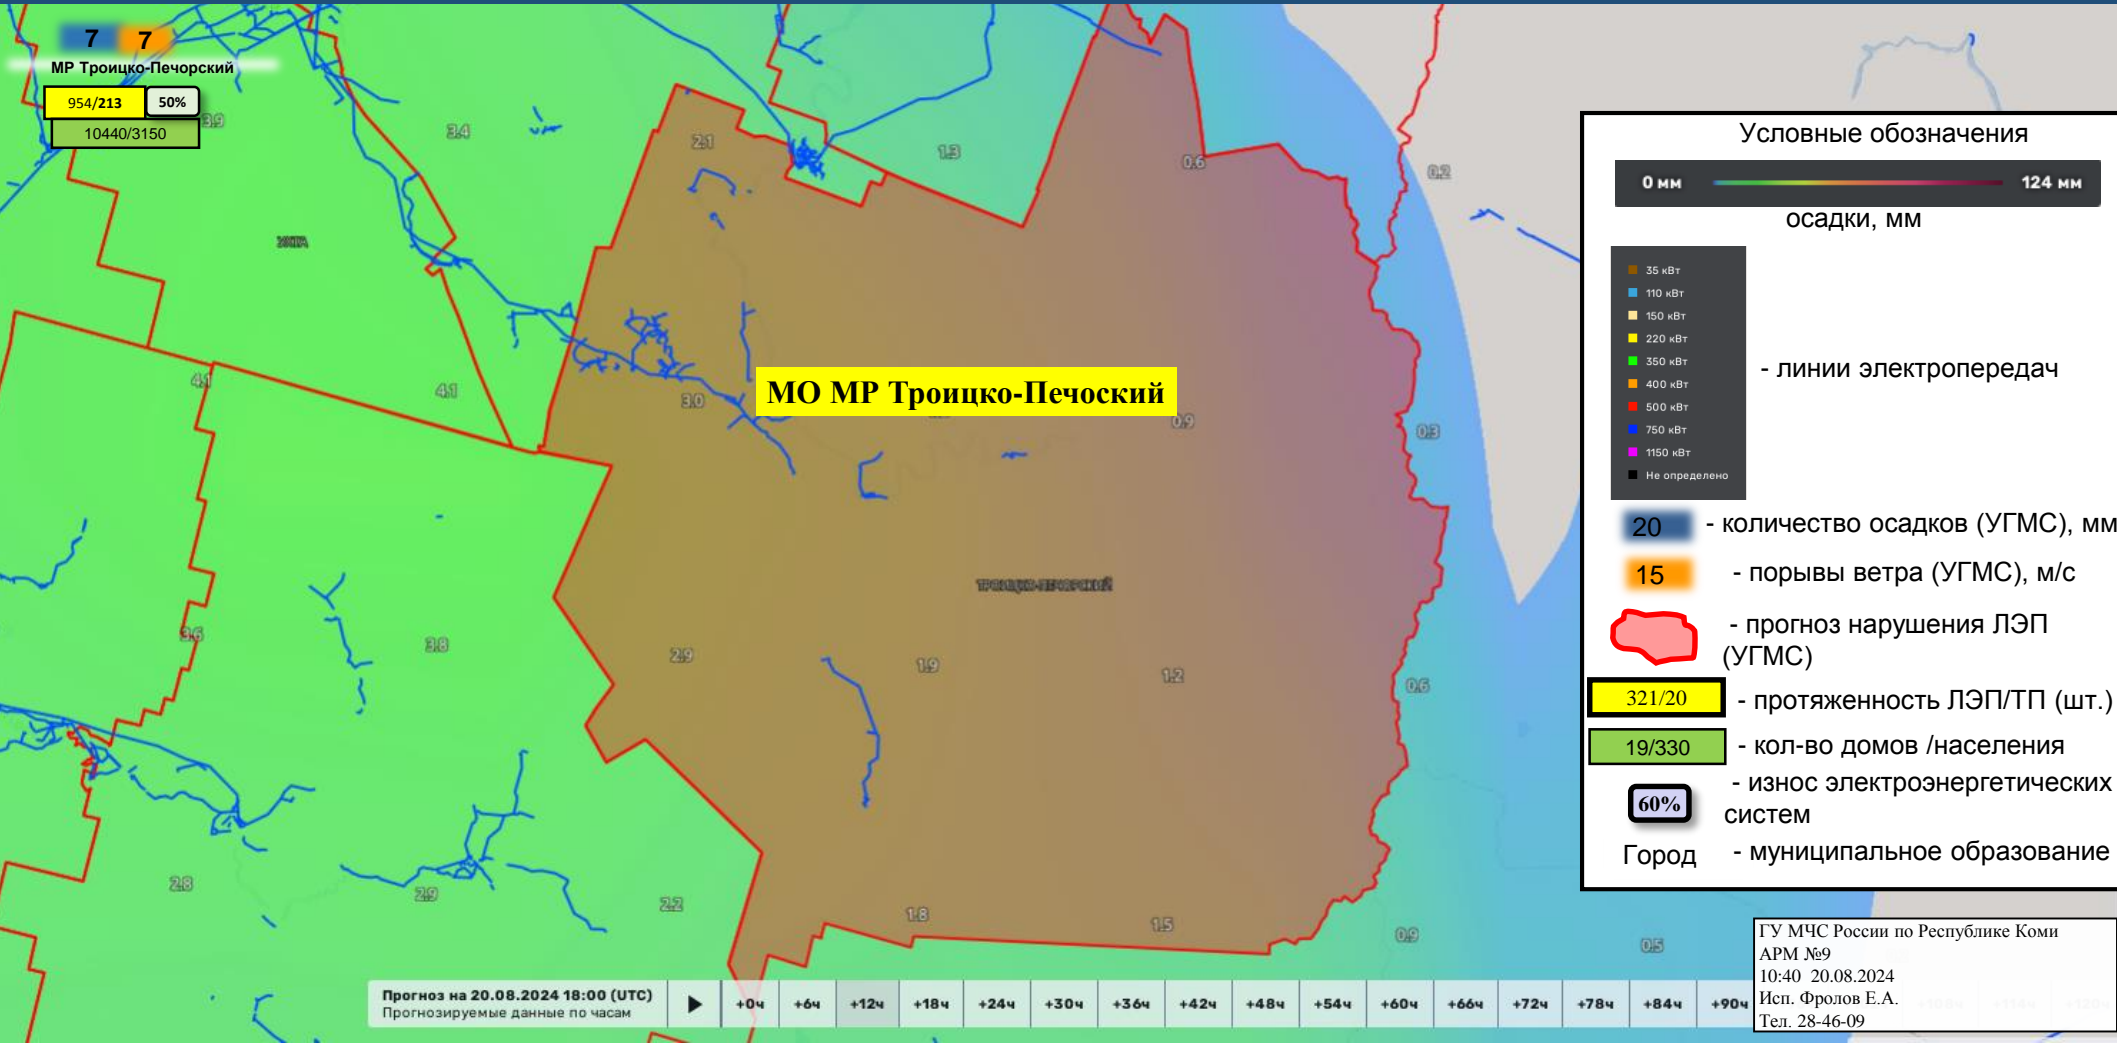 7 7
МР Троицко-Печорский
954/213 50%
10440/3150
3.9
3.4
2.1
1.3
0.6
0.2
УХТА
4.1
4.1
3.0
МО МР Троицко-Печоский
0.9
0.3
ТРОИЦКО-ПЕЧОРСКИЙ
3.6
3.8
2.9
1.9
1.2
0.6
2.8
2.9
2.2
1.8
1.5
0.9
0.5
Условные обозначения
0 мм 124 мм
осадки, мм
35 кВт
110 кВт
150 кВт
220 кВт
350 кВт
400 кВт
500 кВт
750 кВт
1150 кВт
Не определено
- линии электропередач
20 - количество осадков (УГМС), мм
15 - порывы ветра (УГМС), м/с
- прогноз нарушения ЛЭП
(УГМС)
321/20 - протяженность ЛЭП/ТП (шт.)
19/330 - кол-во домов /населения
60% - износ электроэнергетических
систем
Город - муниципальное образование
Прогноз на 20.08.2024 18:00 (UTC)
Прогнозируемые данные по часам
+0ч +6ч +12ч +18ч +24ч +30ч +36ч +42ч +48ч +54ч +60ч +66ч +72ч +78ч +84ч +90ч
ГУ МЧС России по Республике Коми
АРМ №9
10:40 20.08.2024
Исп. Фролов Е.А.
Тел. 28-46-09